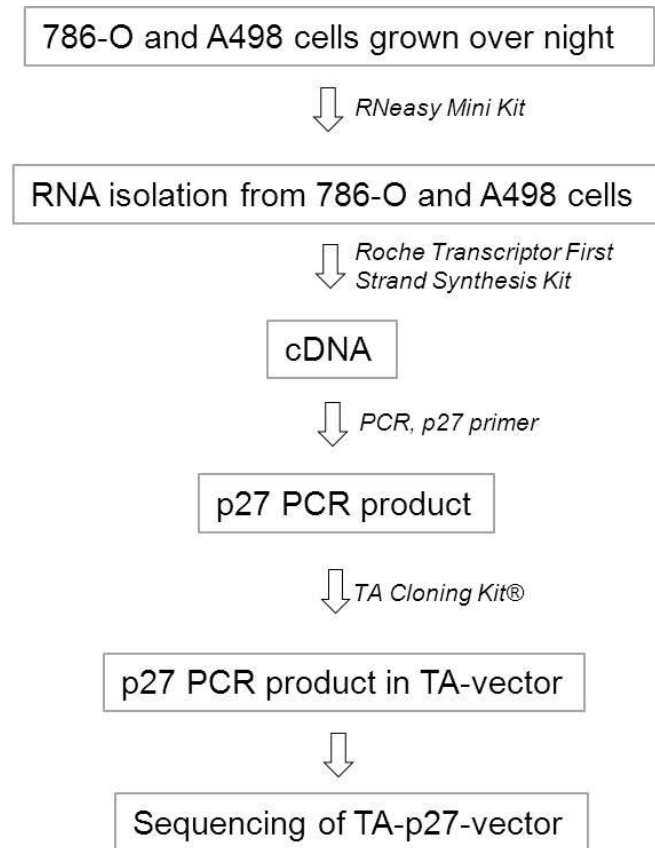 786-O and A498 cells grown over night
RNeasy Mini Kit
RNA isolation from 786-O and A498 cells
Roche Transcriptor First
Strand Synthesis Kit
cDNA
PCR, p27 primer
p27 PCR product
TA Cloning Kit®
p27 PCR product in TA-vector
Sequencing of TA-p27-vector